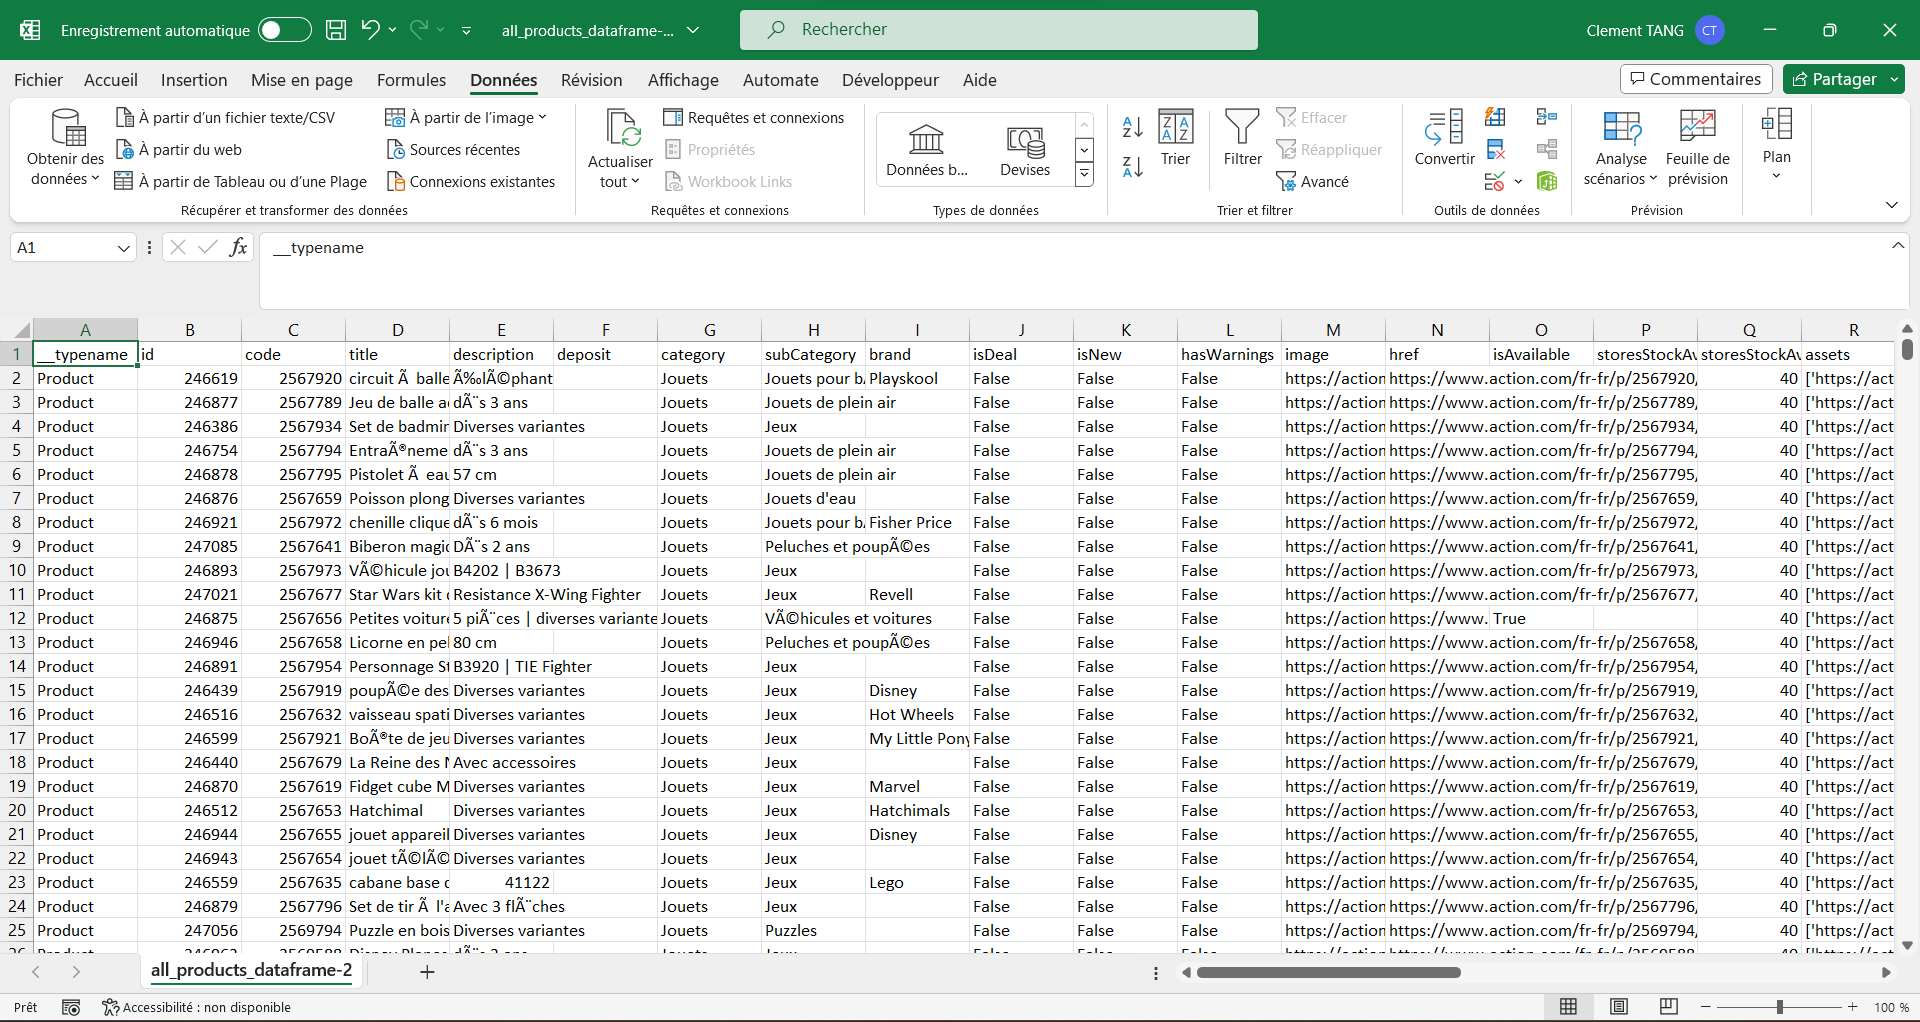 Enregistrement automatique all_products_dataframe-... Rechercher Clement TANG CT
Fichier Accueil Insertion Mise en page Formules Données Révision Affichage Automate Développeur Aide Commentaires Partager
Obtenir des données
À partir d'un fichier texte/CSV
À partir du web
À partir de Tableau ou d'une Plage
À partir de l'image
Sources récentes
Connexions existantes
Récupérer et transformer des données
Actualiser tout
Requêtes et connexions
Propriétés
Workbook Links
Requêtes et connexions
Données b...
Devises
Types de données
Trier
Filtrer
Effacer
Réappliquer
Avancé
Trier et filtrer
Convertir
Outils de données
Analyse scénarios
Feuille de prévision
Prévision
Plan
A1 fx __typename
A B C D E F G H I J K L M N O P Q R
1 __typename id code title description deposit category subCategory brand isDeal isNew hasWarnings image href isAvailable storesStockAv storesStockAv assets
2 Product 246619 2567920 circuit Ã balle Ã‰lÃ©phant Jouets Jouets pour b Playskool False False False https://action https://www.action.com/fr-fr/p/2567920/ 40 ['https://act
3 Product 246877 2567789 Jeu de balle a dÃ¨s 3 ans Jouets Jouets de plein air False False False https://action https://www.action.com/fr-fr/p/2567789/ 40 ['https://act
4 Product 246386 2567934 Set de badmin Diverses variantes Jouets Jeux False False False https://action https://www.action.com/fr-fr/p/2567934/ 40 ['https://act
5 Product 246754 2567794 EntraÃ®neme dÃ¨s 3 ans Jouets Jouets de plein air False False False https://action https://www.action.com/fr-fr/p/2567794/ 40 ['https://act
6 Product 246878 2567795 Pistolet Ã eau 57 cm Jouets Jouets de plein air False False False https://action https://www.action.com/fr-fr/p/2567795/ 40 ['https://act
7 Product 246876 2567659 Poisson plong Diverses variantes Jouets Jouets d'eau False False False https://action https://www.action.com/fr-fr/p/2567659/ 40 ['https://act
8 Product 246921 2567972 chenille clique dÃ¨s 6 mois Jouets Jouets pour b Fisher Price False False False https://action https://www.action.com/fr-fr/p/2567972/ 40 ['https://act
9 Product 247085 2567641 Biberon magic DÃ¨s 2 ans Jouets Peluches et poupÃ©es False False False https://action https://www.action.com/fr-fr/p/2567641/ 40 ['https://act
10 Product 246893 2567973 VÃ©hicule jou B4202 | B3673 Jouets Jeux False False False https://action https://www.action.com/fr-fr/p/2567973/ 40 ['https://act
11 Product 247021 2567677 Star Wars kit Resistance X-Wing Fighter Jouets Jeux Revell False False False https://action https://www.action.com/fr-fr/p/2567677/ 40 ['https://act
12 Product 246875 2567656 Petites voiture 5 piÃ¨ces | diverses variante Jouets VÃ©hicules et voitures False False False https://action https://www. True 40 ['https://act
13 Product 246946 2567658 Licorne en pel 80 cm Jouets Peluches et poupÃ©es False False False https://action https://www.action.com/fr-fr/p/2567658/ 40 ['https://act
14 Product 246891 2567954 Personnage St B3920 | TIE Fighter Jouets Jeux False False False https://action https://www.action.com/fr-fr/p/2567954/ 40 ['https://act
15 Product 246439 2567919 poupÃ©e des Diverses variantes Jouets Jeux Disney False False False https://action https://www.action.com/fr-fr/p/2567919/ 40 ['https://act
16 Product 246516 2567632 vaisseau spati Diverses variantes Jouets Jeux Hot Wheels False False False https://action https://www.action.com/fr-fr/p/2567632/ 40 ['https://act
17 Product 246599 2567921 BoÃ®te de jeu Diverses variantes Jouets Jeux My Little Pony False False False https://action https://www.action.com/fr-fr/p/2567921/ 40 ['https://act
18 Product 246440 2567679 La Reine des N Avec accessoires Jouets Jeux False False False https://action https://www.action.com/fr-fr/p/2567679/ 40 ['https://act
19 Product 246870 2567619 Fidget cube M Diverses variantes Jouets Jeux Marvel False False False https://action https://www.action.com/fr-fr/p/2567619/ 40 ['https://act
20 Product 246512 2567653 Hatchimal Diverses variantes Jouets Jeux Hatchimals False False False https://action https://www.action.com/fr-fr/p/2567653/ 40 ['https://act
21 Product 246944 2567655 jouet appareil Diverses variantes Jouets Jeux Disney False False False https://action https://www.action.com/fr-fr/p/2567655/ 40 ['https://act
22 Product 246943 2567654 jouet tÃ©lÃ© Diverses variantes Jouets Jeux False False False https://action https://www.action.com/fr-fr/p/2567654/ 40 ['https://act
23 Product 246559 2567635 cabane base d 41122 Jouets Jeux Lego False False False https://action https://www.action.com/fr-fr/p/2567635/ 40 ['https://act
24 Product 246879 2567796 Set de tir Ã l'a Avec 3 flÃ¨ches Jouets Jeux False False False https://action https://www.action.com/fr-fr/p/2567796/ 40 ['https://act
25 Product 247056 2569794 Puzzle en bois Diverses variantes Jouets Puzzles False False False https://action https://www.action.com/fr-fr/p/2569794/ 40 ['https://act
all_products_dataframe-2
Prêt Accessibilité : non disponible 100 %